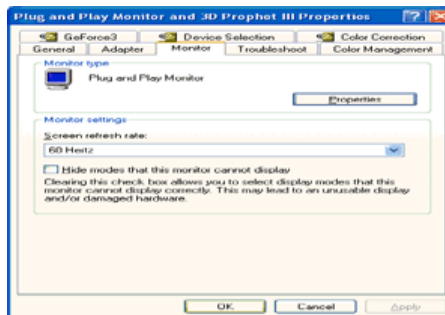 Plug and Play Monitor and 3D Prophet III Properties
GeForce3 Device Selection Color Correction
General Adapter Monitor Troubleshoot Color Management
Monitor type
Plug and Play Monitor
Properties
Monitor settings
Screen refresh rate:
60 Hertz
Hide modes that this monitor cannot display
Clearing this check box allows you to select display modes that this
monitor cannot display correctly. This may lead to an unusable display
and/or damaged hardware.
OK Cancel Apply